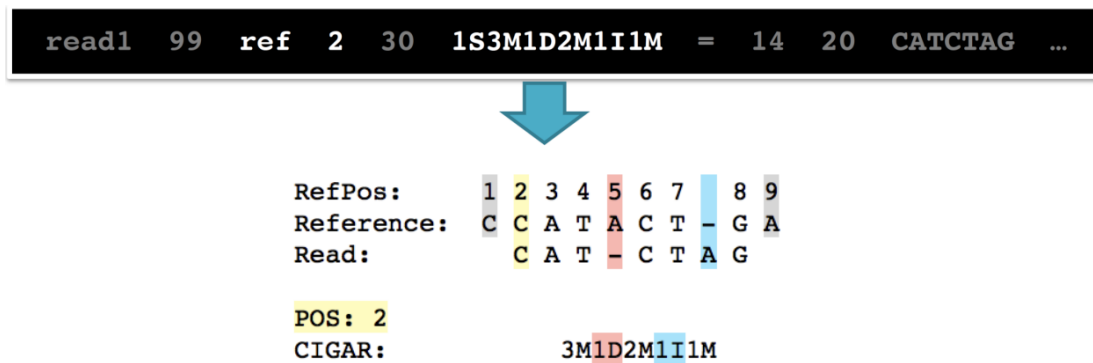 read1 99 ref 2 30 1S3M1D2M1I1M = 14 20 CATCTAG …
RefPos: 1 2 3 4 5 6 7 8 9
Reference: C C A T A C T - G A
Read: C A T - C T A G
POS: 2
CIGAR: 3M1D2M1I1M